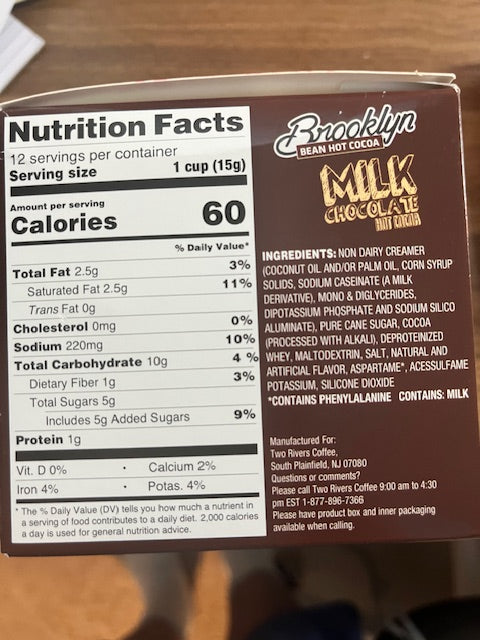 Nutrition Facts
12 servings per container
Serving size 1 cup (15g)
Amount per serving
Calories 60
% Daily Value*
Total Fat 2.5g 3%
Saturated Fat 2.5g 11%
Trans Fat 0g
Cholesterol 0mg 0%
Sodium 220mg 10%
Total Carbohydrate 10g 4 %
Dietary Fiber 1g 3%
Total Sugars 5g
Includes 5g Added Sugars 9%
Protein 1g
Vit. D 0% • Calcium 2%
Iron 4% • Potas. 4%
* The % Daily Value (DV) tells you how much a nutrient in
a serving of food contributes to a daily diet. 2,000 calories
a day is used for general nutrition advice.
Brooklyn
BEAN HOT COCOA
MILK
CHOCOLATE
HOT COCOA
INGREDIENTS: NON DAIRY CREAMER
(COCONUT OIL AND/OR PALM OIL, CORN SYRUP
SOLIDS, SODIUM CASEINATE (A MILK
DERIVATIVE), MONO & DIGLYCERIDES,
DIPOTASSIUM PHOSPHATE AND SODIUM SILICO
ALUMINATE), PURE CANE SUGAR, COCOA
(PROCESSED WITH ALKALI), DEPROTEINIZED
WHEY, MALTODEXTRIN, SALT, NATURAL AND
ARTIFICIAL FLAVOR, ASPARTAME*, ACESSULFAME
POTASSIUM, SILICONE DIOXIDE
*CONTAINS PHENYLALANINE CONTAINS: MILK
Manufactured For:
Two Rivers Coffee,
South Plainfield, NJ 07080
Questions or comments?
Please call Two Rivers Coffee 9:00 am to 4:30
pm EST 1-877-896-7366
Please have product box and inner packaging
available when calling.